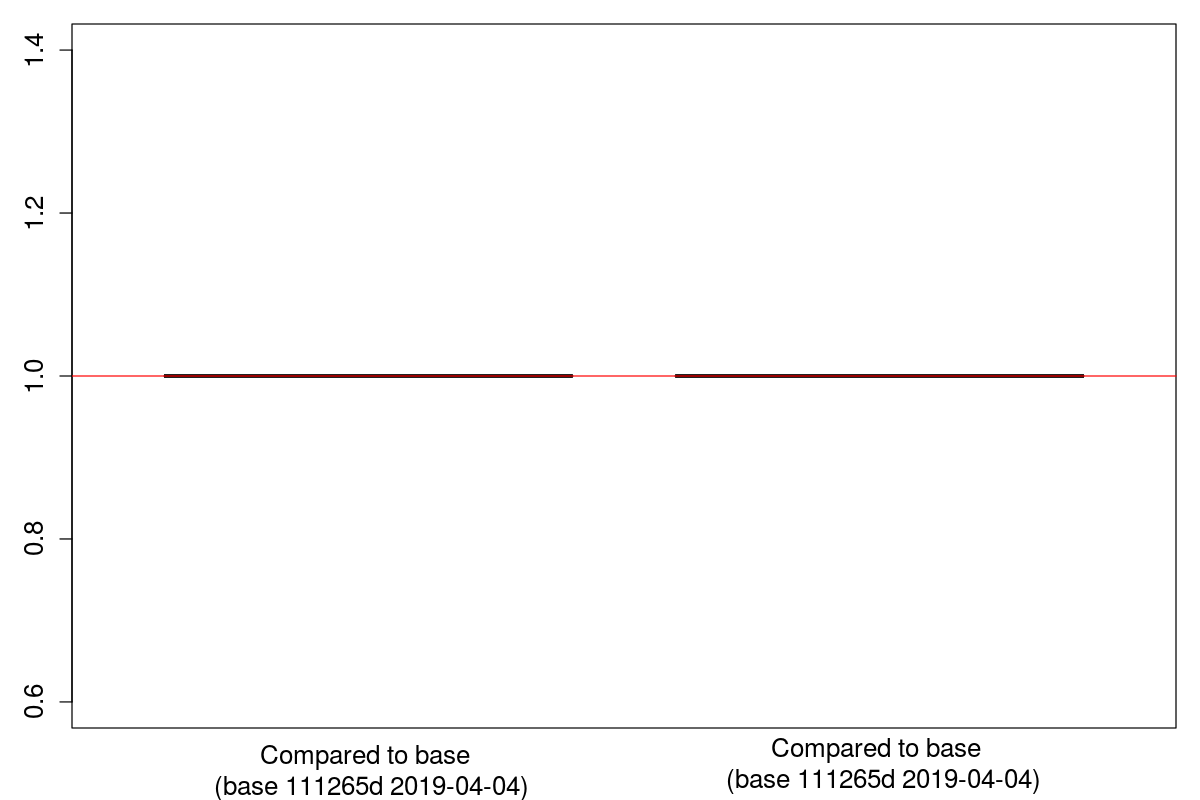 1.4
1.2
1.0
0.8
0.6
Compared to base
(base 111265d 2019-04-04)
Compared to base
(base 111265d 2019-04-04)